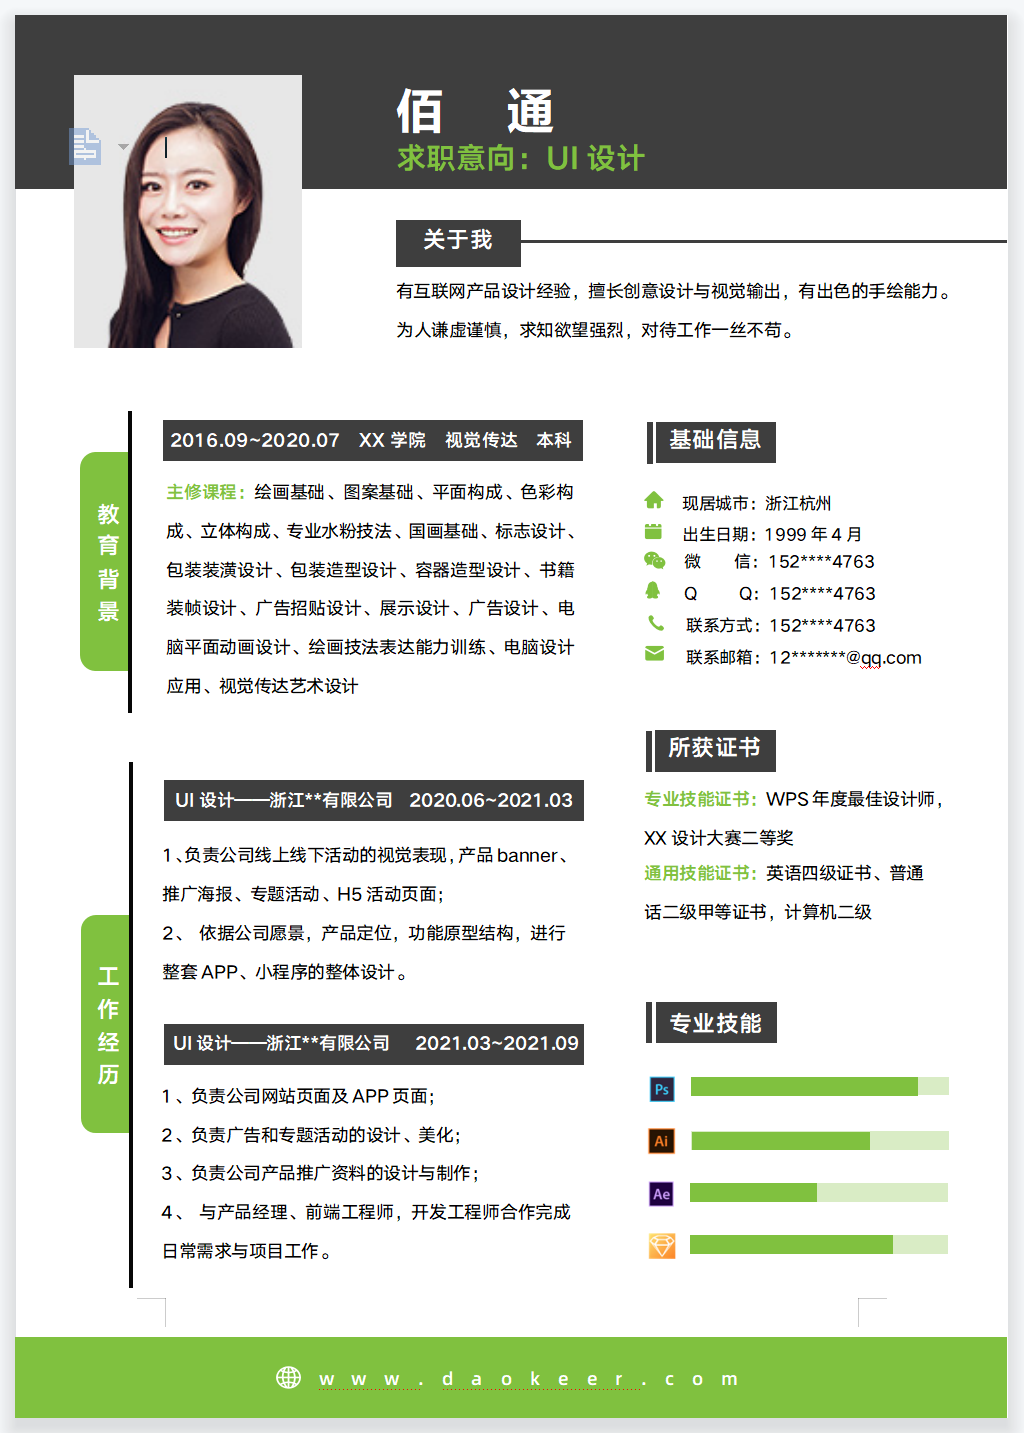 佰 通
求职意向：UI 设计
关于我
有互联网产品设计经验，擅长创意设计与视觉输出，有出色的手绘能力。
为人谦虚谨慎，求知欲望强烈，对待工作一丝不苟。
教育背景
2016.09~2020.07 XX 学院 视觉传达 本科
主修课程：绘画基础、图案基础、平面构成、色彩构
成、立体构成、专业水粉技法、国画基础、标志设计、
包装装潢设计、包装造型设计、容器造型设计、书籍
装帧设计、广告招贴设计、展示设计、广告设计、电
脑平面动画设计、绘画技法表达能力训练、电脑设计
应用、视觉传达艺术设计
工作经历
UI 设计——浙江**有限公司 2020.06~2021.03
1、负责公司线上线下活动的视觉表现，产品 banner、
推广海报、专题活动、H5 活动页面；
2、 依据公司愿景，产品定位，功能原型结构，进行
整套 APP、小程序的整体设计。
UI 设计——浙江**有限公司 2021.03~2021.09
1、负责公司网站页面及 APP 页面；
2、负责广告和专题活动的设计、美化；
3、负责公司产品推广资料的设计与制作；
4、 与产品经理、前端工程师，开发工程师合作完成
日常需求与项目工作。
基础信息
现居城市：浙江杭州
出生日期：1999 年 4 月
微 信：152****4763
Q Q：152****4763
联系方式：152****4763
联系邮箱：12*******@qq.com
所获证书
专业技能证书：WPS 年度最佳设计师，
XX 设计大赛二等奖
通用技能证书：英语四级证书、普通
话二级甲等证书，计算机二级
专业技能
Ps
Ai
Ae
www.daokeer.com